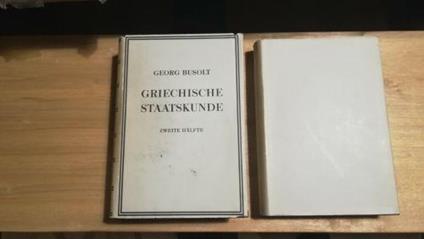 GEORG BUSOLT
GRIECHISCHE
STAATSKUNDE
ZWEITE HÄLFTE